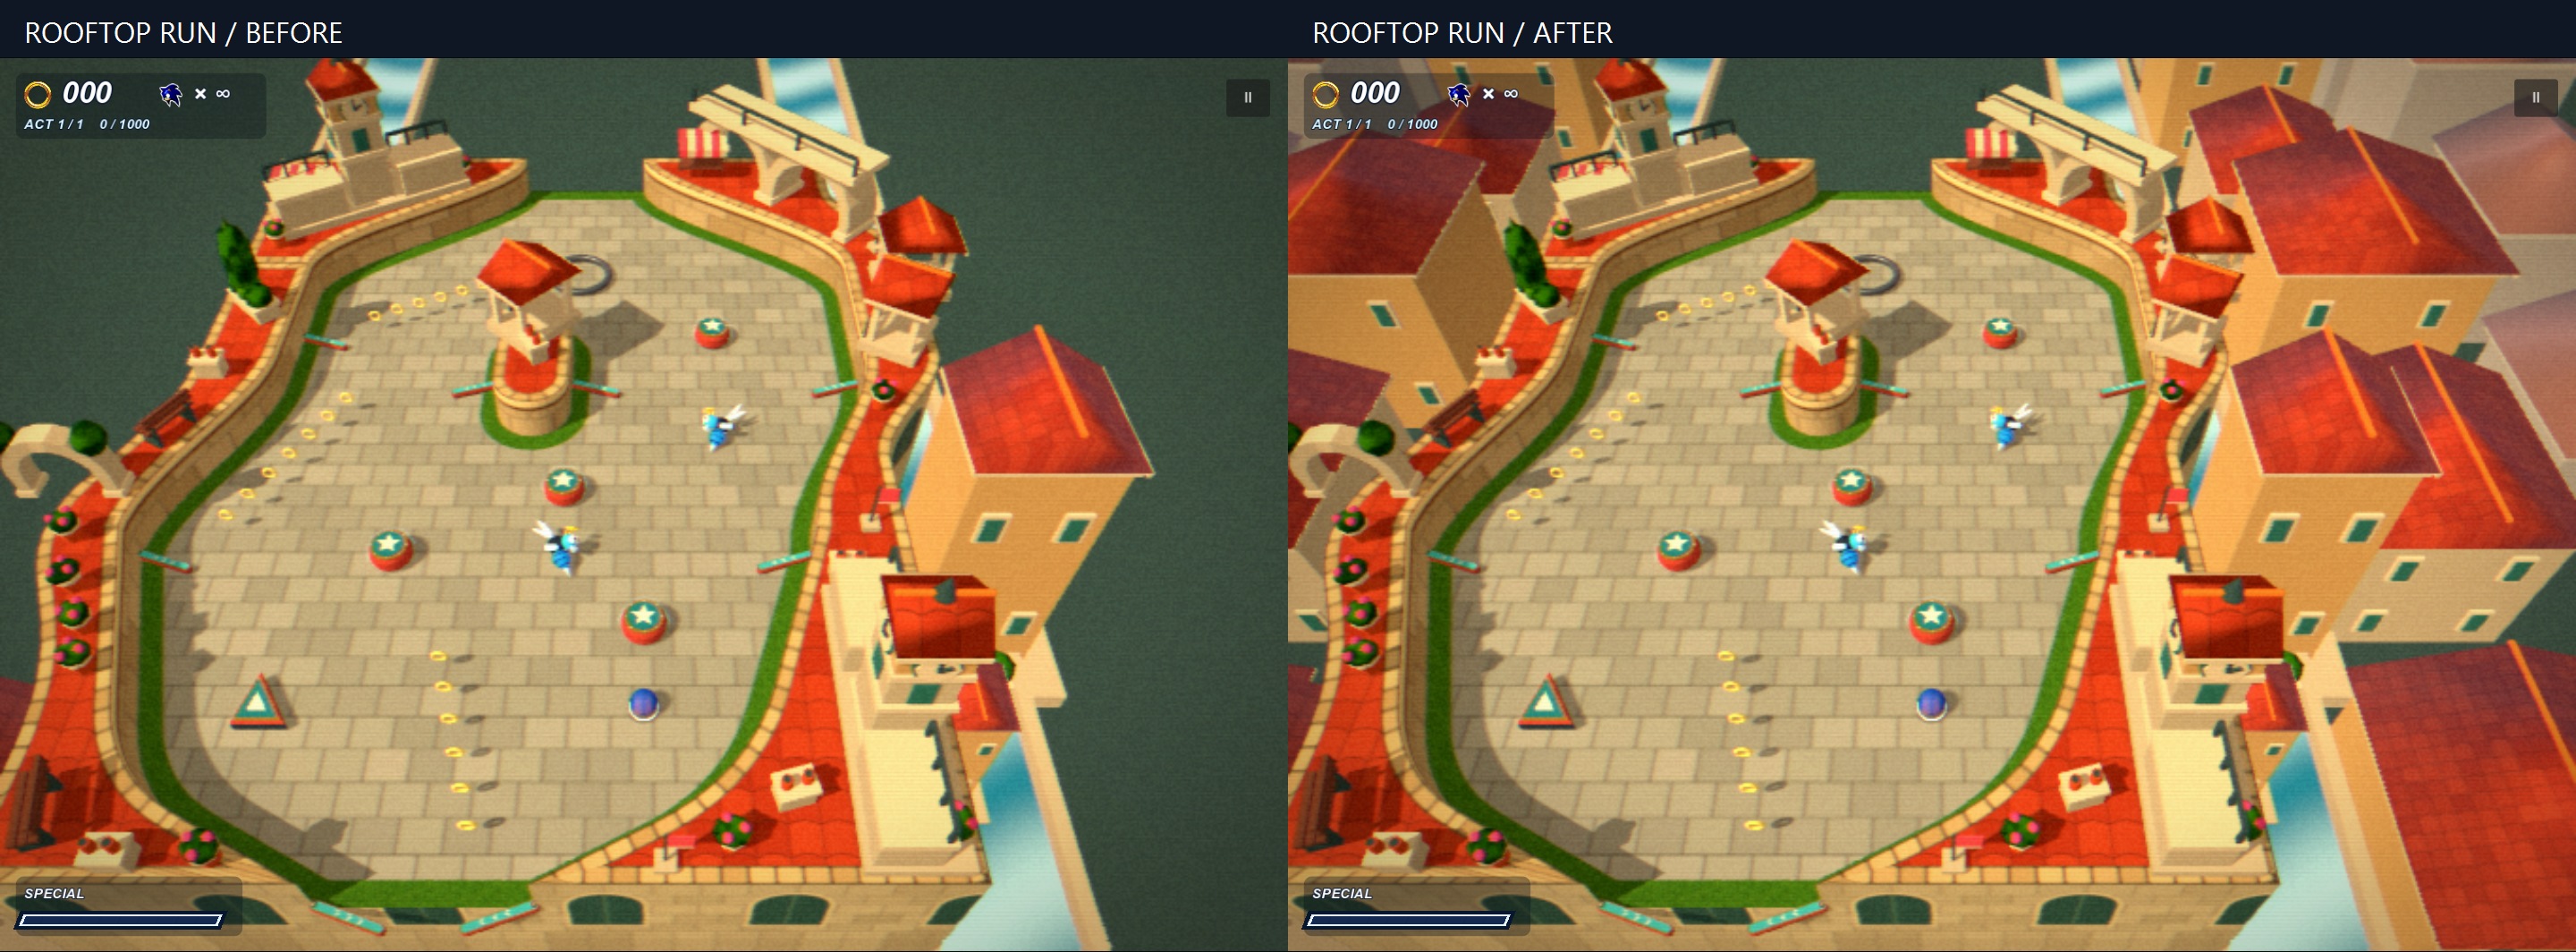 ROOFTOP RUN / BEFORE
000 × ∞
ACT 1 / 1 0 / 1000
SPECIAL
ROOFTOP RUN / AFTER
000 × ∞
ACT 1 / 1 0 / 1000
SPECIAL